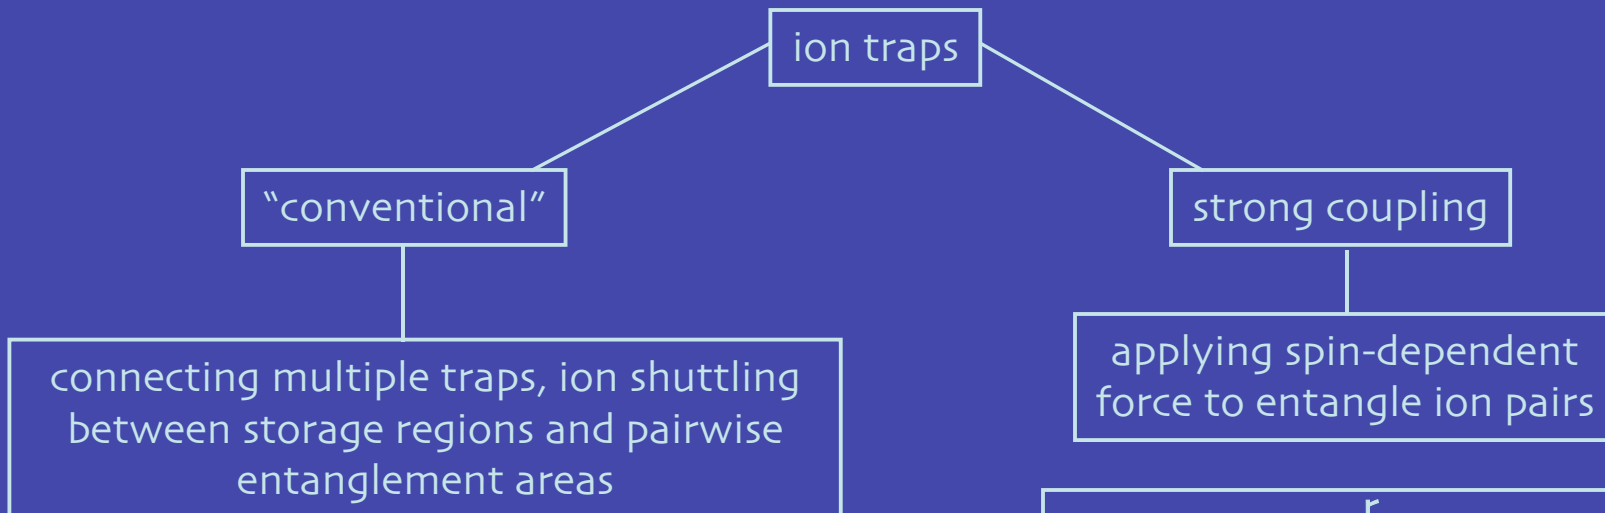 ion traps
“conventional”
strong coupling
connecting multiple traps, ion shuttling
between storage regions and pairwise
entanglement areas
applying spin-dependent
force to entangle ion pairs